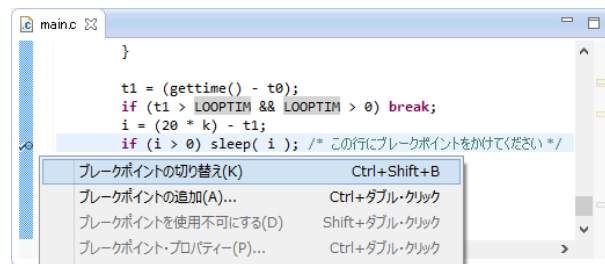 main.c
}
t1 = (gettime() - t0);
if (t1 > LOOPTIM && LOOPTIM > 0) break;
i = (20 * k) - t1;
if (i > 0) sleep( i ); /* この行にブレークポイントをかけてください */
ブレークポイントの切り替え(K) Ctrl+Shift+B
ブレークポイントの追加(A)... Ctrl+ダブル・クリック
ブレークポイントを使用不可にする(D) Shift+ダブル・クリック
ブレークポイント・プロパティー(P)... Ctrl+ダブル・クリック